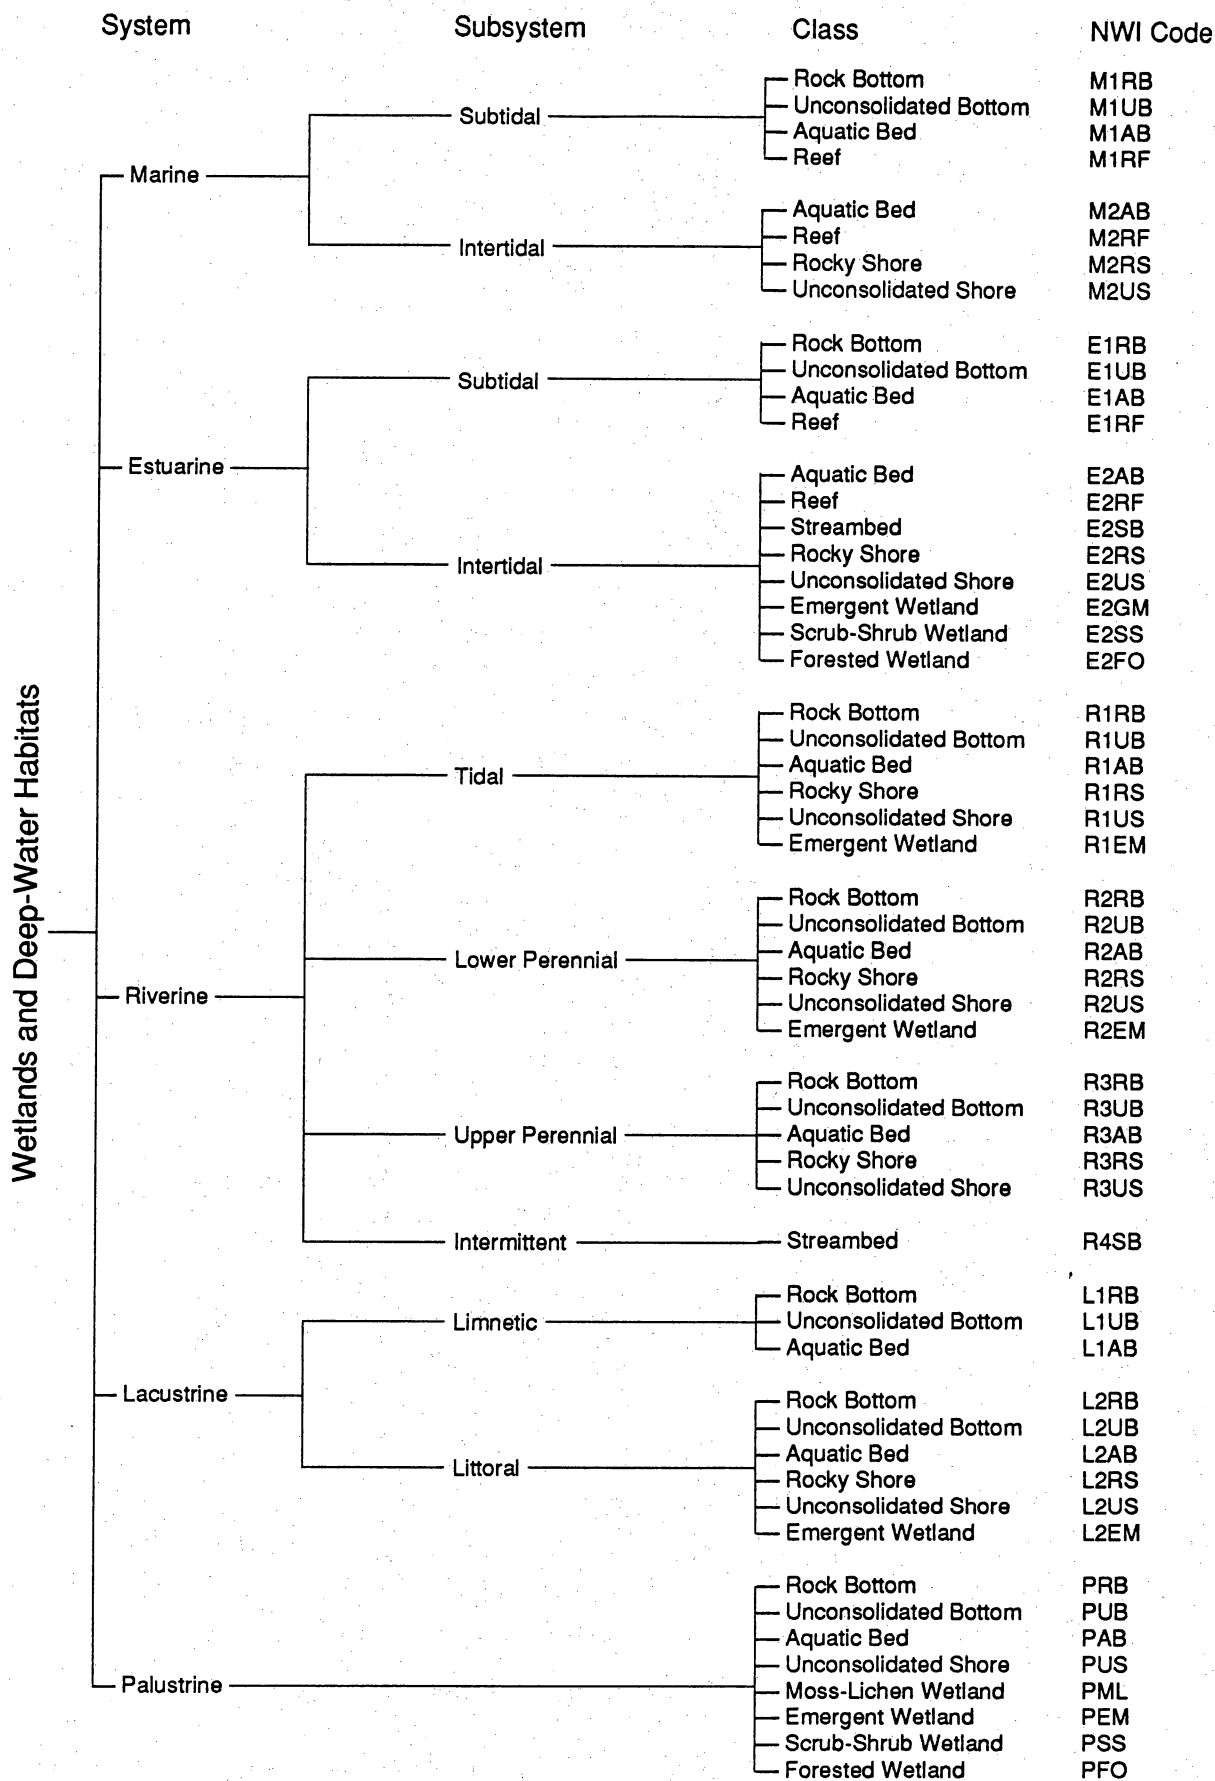 System Subsystem Class NWI Code
Wetlands and Deep-Water Habitats
Marine
Subtidal
Rock Bottom M1RB
Unconsolidated Bottom M1UB
Aquatic Bed M1AB
Reef M1RF
Intertidal
Aquatic Bed M2AB
Reef M2RF
Rocky Shore M2RS
Unconsolidated Shore M2US
Estuarine
Subtidal
Rock Bottom E1RB
Unconsolidated Bottom E1UB
Aquatic Bed E1AB
Reef E1RF
Intertidal
Aquatic Bed E2AB
Reef E2RF
Streambed E2SB
Rocky Shore E2RS
Unconsolidated Shore E2US
Emergent Wetland E2GM
Scrub-Shrub Wetland E2SS
Forested Wetland E2FO
Riverine
Tidal
Rock Bottom R1RB
Unconsolidated Bottom R1UB
Aquatic Bed R1AB
Rocky Shore R1RS
Unconsolidated Shore R1US
Emergent Wetland R1EM
Lower Perennial
Rock Bottom R2RB
Unconsolidated Bottom R2UB
Aquatic Bed R2AB
Rocky Shore R2RS
Unconsolidated Shore R2US
Emergent Wetland R2EM
Upper Perennial
Rock Bottom R3RB
Unconsolidated Bottom R3UB
Aquatic Bed R3AB
Rocky Shore R3RS
Unconsolidated Shore R3US
Intermittent
Streambed R4SB
Lacustrine
Limnetic
Rock Bottom L1RB
Unconsolidated Bottom L1UB
Aquatic Bed L1AB
Littoral
Rock Bottom L2RB
Unconsolidated Bottom L2UB
Aquatic Bed L2AB
Rocky Shore L2RS
Unconsolidated Shore L2US
Emergent Wetland L2EM
Palustrine
Rock Bottom PRB
Unconsolidated Bottom PUB
Aquatic Bed PAB
Unconsolidated Shore PUS
Moss-Lichen Wetland PML
Emergent Wetland PEM
Scrub-Shrub Wetland PSS
Forested Wetland PFO